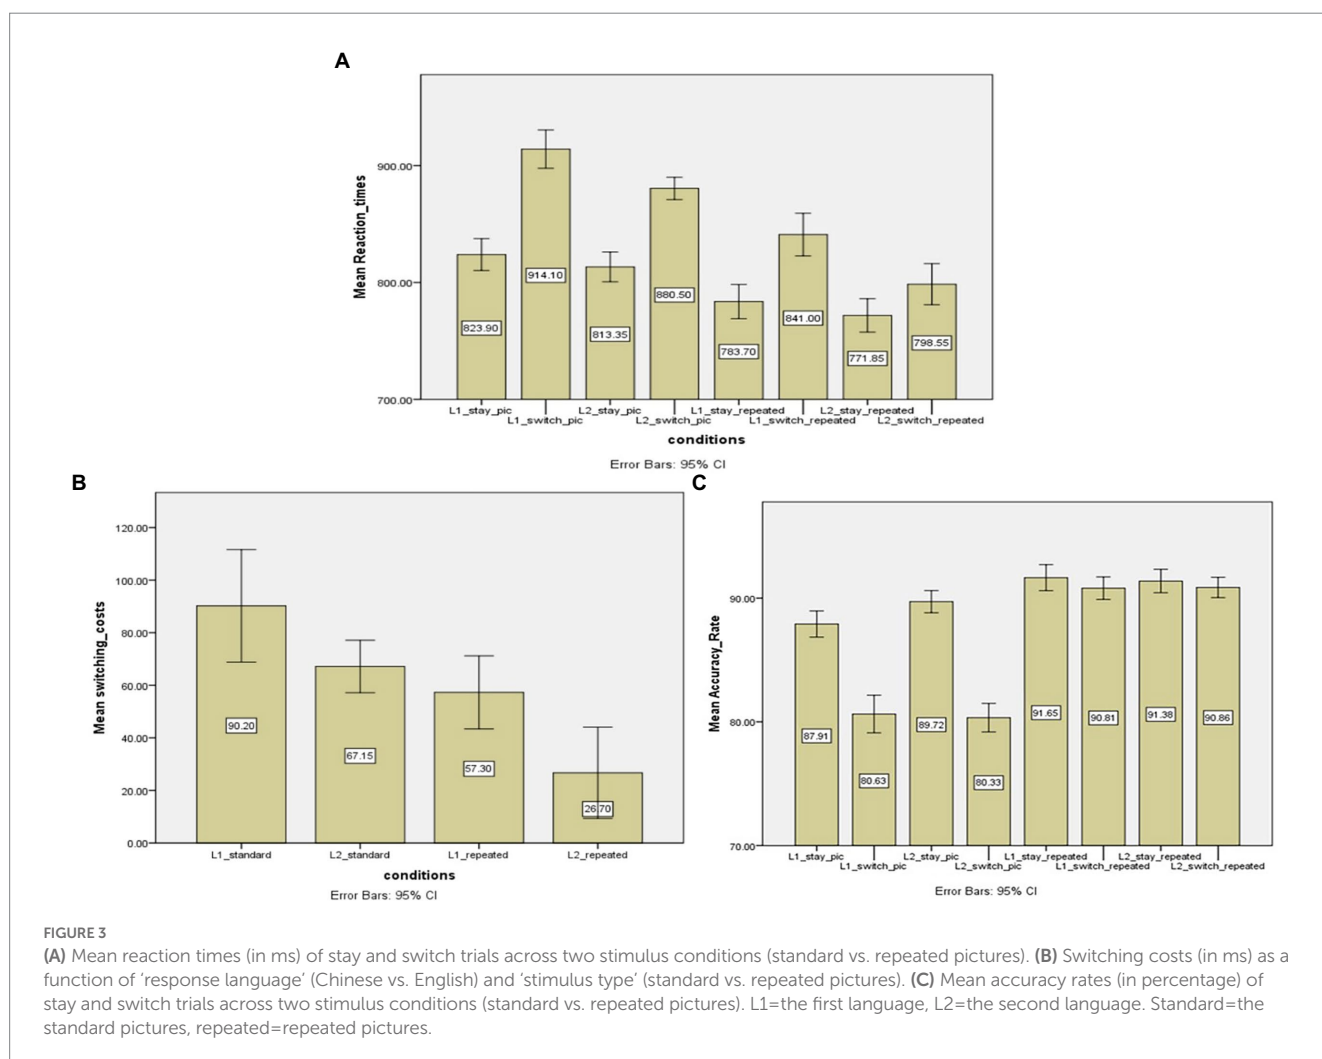 A
Mean Reaction_times
900.00
800.00
700.00
823.90
914.10
813.35
880.50
783.70
841.00
771.85
798.55
L1_stay_pic
L1_switch_pic
L2_stay_pic
L2_switch_pic
L1_stay_repeated
L1_switch_repeated
L2_stay_repeated
L2_switch_repeated
conditions
Error Bars: 95% CI
B
Mean switching_costs
120.00
100.00
80.00
60.00
40.00
20.00
0.00
90.20
67.15
57.30
26.70
L1_standard
L2_standard
L1_repeated
L2_repeated
conditions
Error Bars: 95% CI
C
Mean Accuracy_Rate
90.00
80.00
70.00
87.91
80.63
89.72
80.33
91.65
90.81
91.38
90.86
L1_stay_pic
L1_switch_pic
L2_stay_pic
L2_switch_pic
L1_stay_repeated
L1_switch_repeated
L2_stay_repeated
L2_switch_repeated
Error Bars: 95% CI
FIGURE 3
(A) Mean reaction times (in ms) of stay and switch trials across two stimulus conditions (standard vs. repeated pictures). (B) Switching costs (in ms) as a
function of ‘response language’ (Chinese vs. English) and ‘stimulus type’ (standard vs. repeated pictures). (C) Mean accuracy rates (in percentage) of
stay and switch trials across two stimulus conditions (standard vs. repeated pictures). L1=the first language, L2=the second language. Standard=the
standard pictures, repeated=repeated pictures.